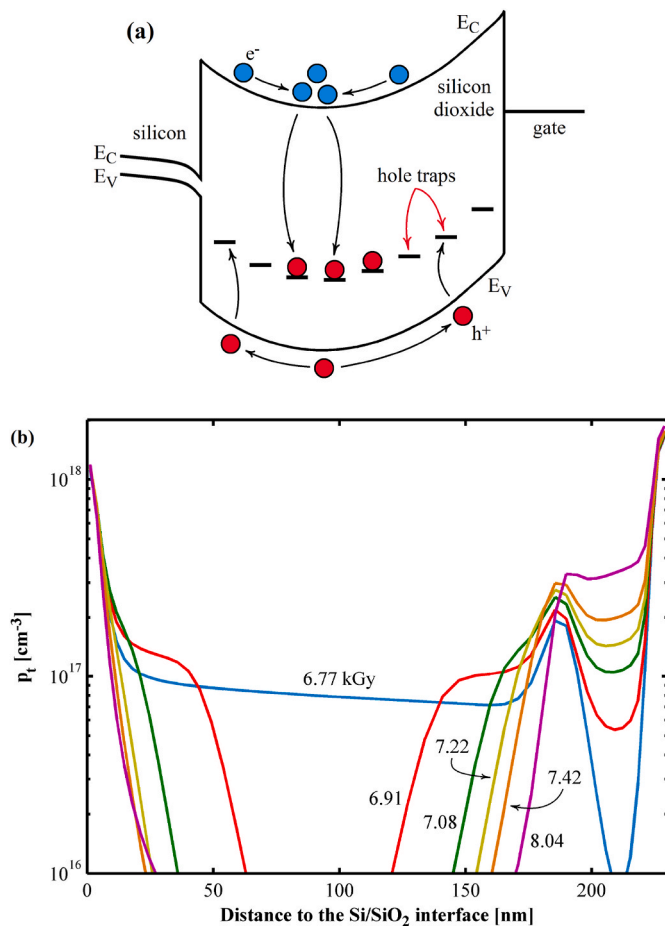 (a)
E_C
e⁻
silicon
dioxide
silicon
gate
E_C
E_V
hole traps
E_V
h⁺
(b)
10¹⁸
p_t [cm⁻³]
10¹⁷
6.77 kGy
7.22
7.42
6.91
7.08
8.04
10¹⁶
0
50
100
150
200
Distance to the Si/SiO₂ interface [nm]